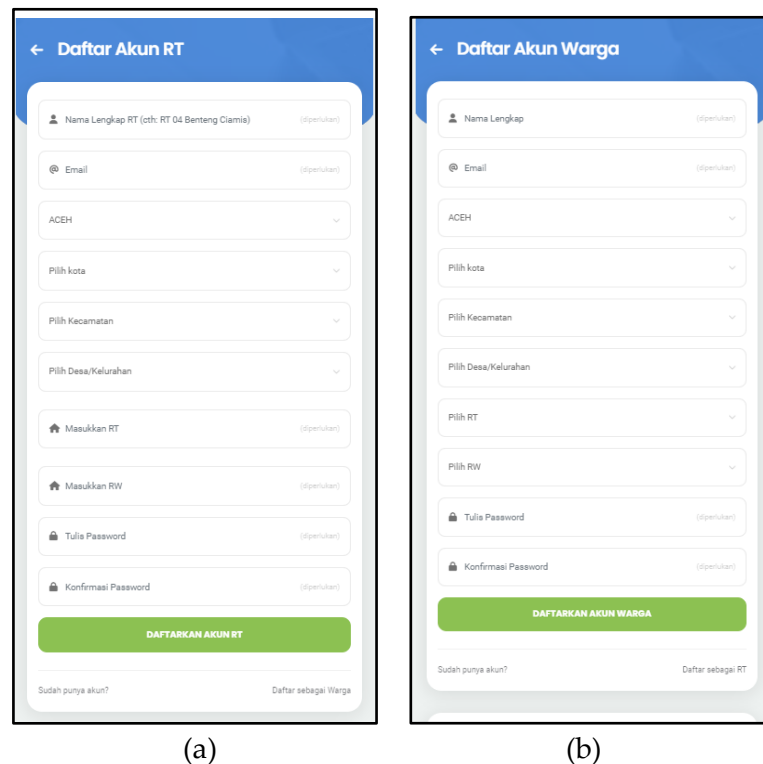 Daftar Akun RT
Nama Lengkap RT (cth: RT 04 Benteng Ciamis) (diperlukan)
@ Email (diperlukan)
ACEH
Pilih kota
Pilih Kecamatan
Pilih Desa/Kelurahan
Masukkan RT (diperlukan)
Masukkan RW (diperlukan)
Tulis Password (diperlukan)
Konfirmasi Password (diperlukan)
DAFTARKAN AKUN RT
Sudah punya akun? Daftar sebagai Warga
(a)
Daftar Akun Warga
Nama Lengkap (diperlukan)
@ Email (diperlukan)
ACEH
Pilih kota
Pilih Kecamatan
Pilih Desa/Kelurahan
Pilih RT
Pilih RW
Tulis Password (diperlukan)
Konfirmasi Password (diperlukan)
DAFTARKAN AKUN WARGA
Sudah punya akun? Daftar sebagai RT
(b)